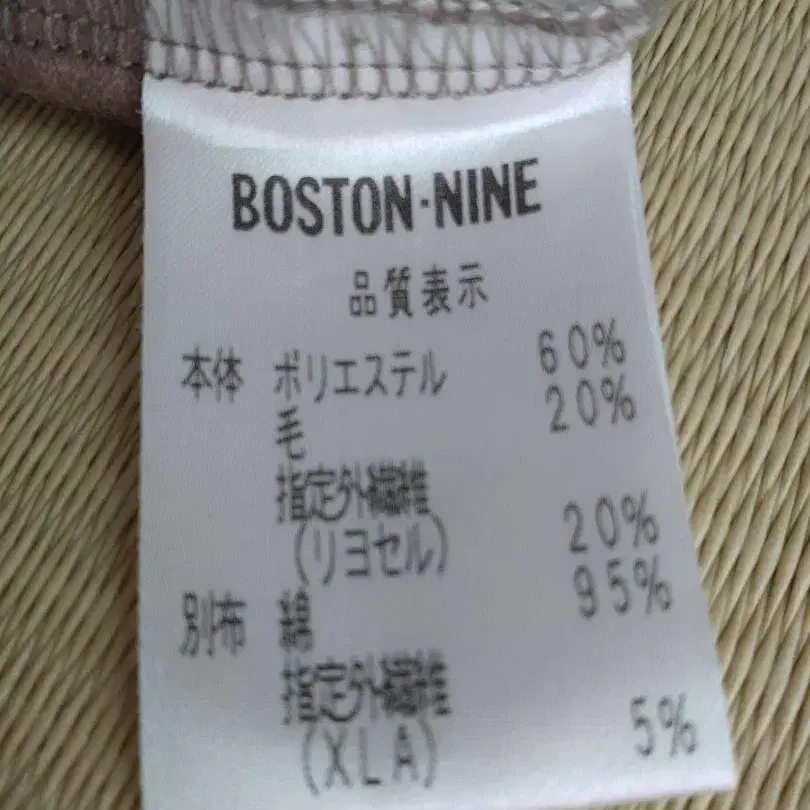 BOSTON·NINE
品質表示
本体 ポリエステル 60%
毛 20%
指定外繊維
(リヨセル) 20%
別布 綿 95%
指定外繊維
(XLA) 5%